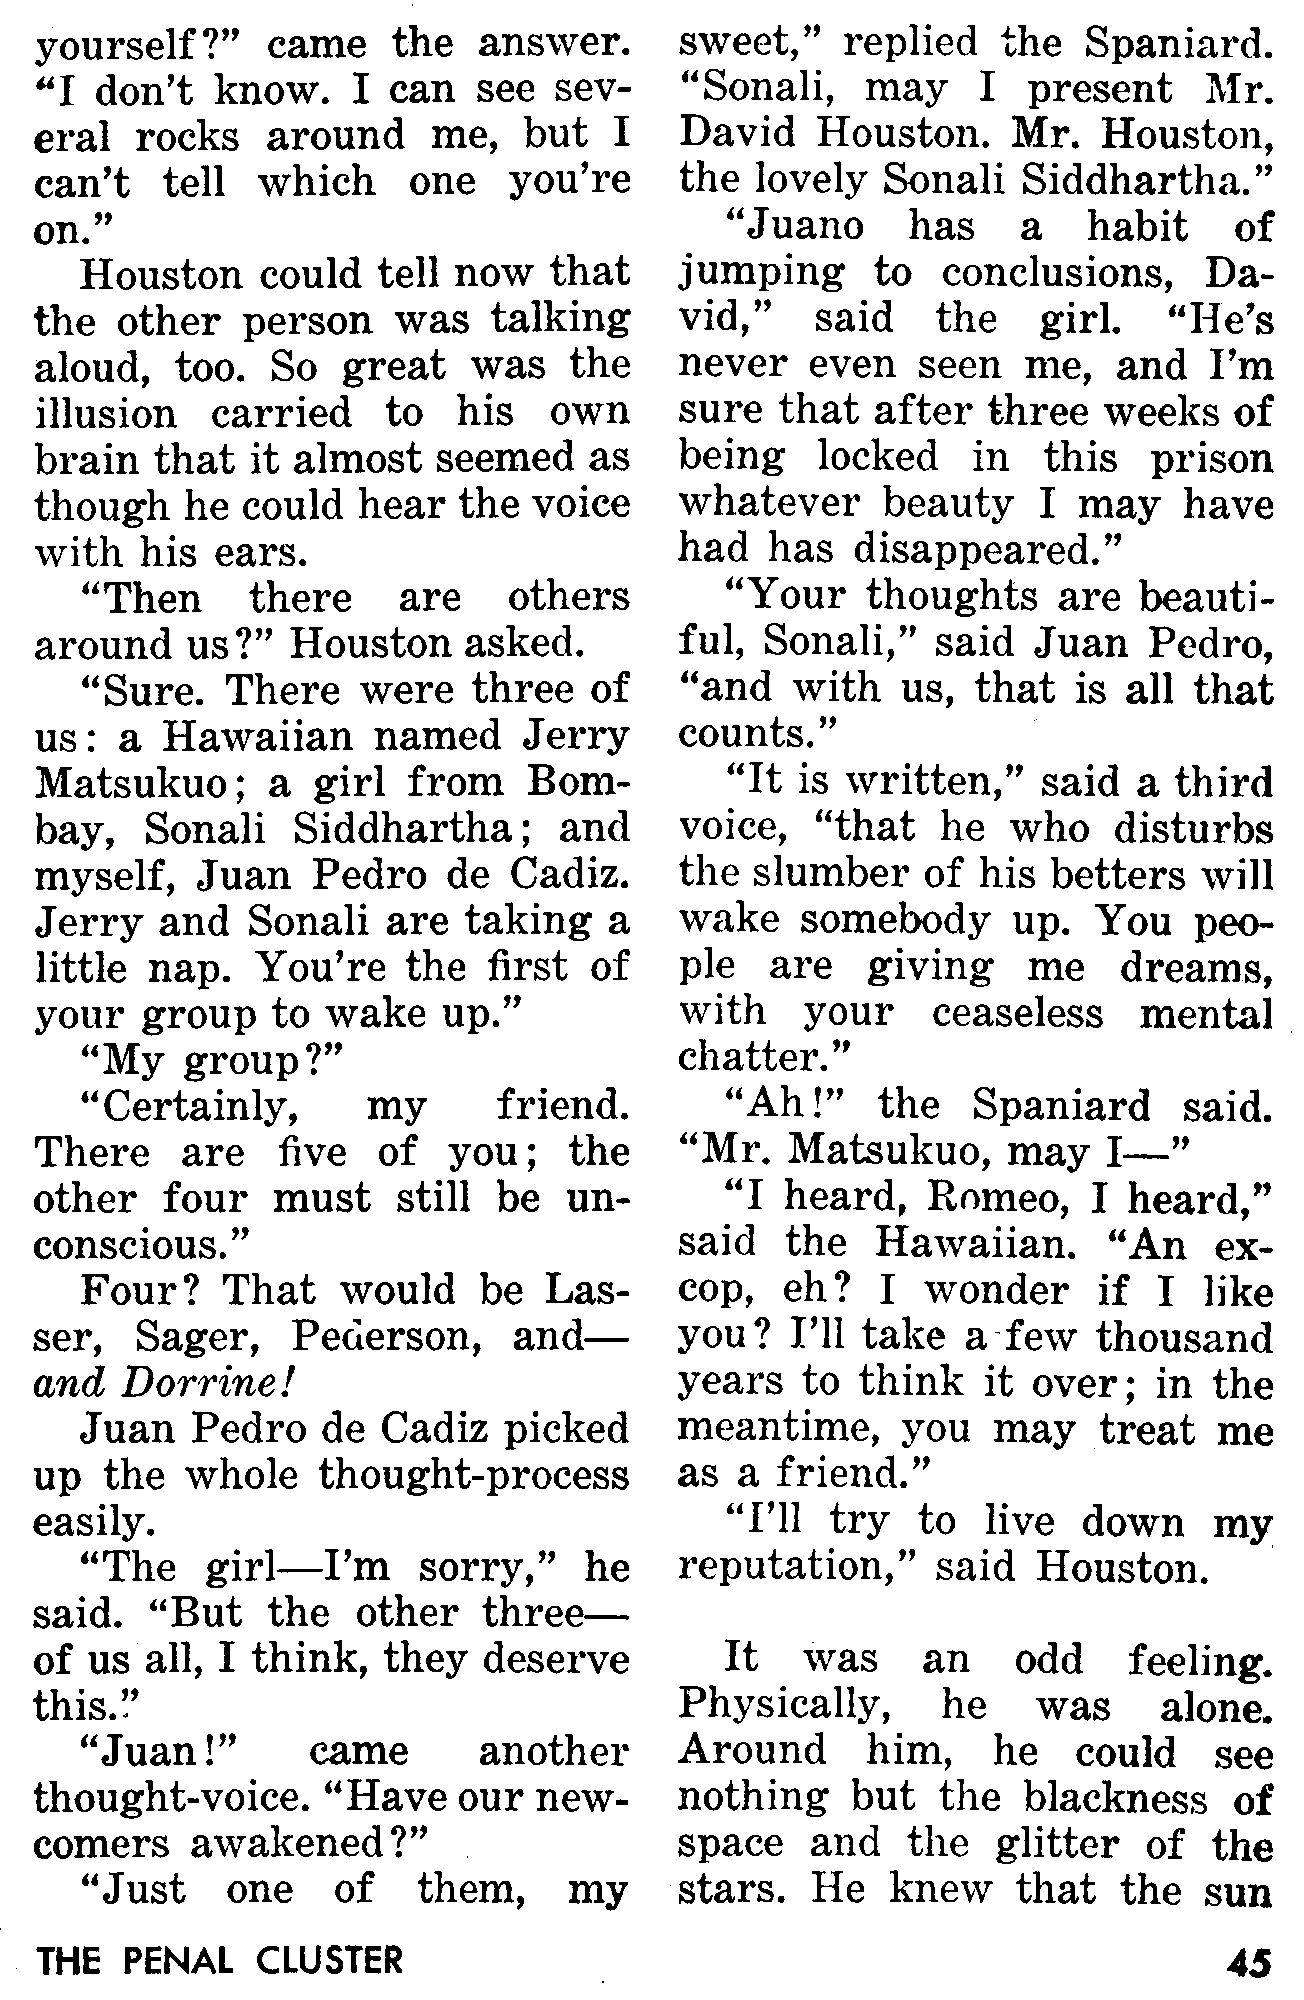 yourself?” came the answer.
“I don't know. I can see sev-
eral rocks around me, but I
can't tell which one you're
on.”
Houston could tell now that
the other person was talking
aloud, too. So great was the
illusion carried to his own
brain that it almost seemed as
though he could hear the voice
with his ears.
“Then there are others
around us?” Houston asked.
“Sure. There were three of
us: a Hawaiian named Jerry
Matsukuo; a girl from Bom-
bay, Sonali Siddhartha; and
myself, Juan Pedro de Cadiz.
Jerry and Sonali are taking a
little nap. You're the first of
your group to wake up.”
“My group?”
“Certainly, my friend.
There are five of you; the
other four must still be un-
conscious.”
Four? That would be Las-
ser, Sager, Pederson, and—
and Dorrine!
Juan Pedro de Cadiz picked
up the whole thought-process
easily.
“The girl—I'm sorry,” he
said. “But the other three—
of us all, I think, they deserve
this.”
“Juan!” came another
thought-voice. “Have our new-
comers awakened?”
“Just one of them, my
sweet,” replied the Spaniard.
“Sonali, may I present Mr.
David Houston. Mr. Houston,
the lovely Sonali Siddhartha.”
“Juano has a habit of
jumping to conclusions, Da-
vid,” said the girl. “He's
never even seen me, and I'm
sure that after three weeks of
being locked in this prison
whatever beauty I may have
had has disappeared.”
“Your thoughts are beauti-
ful, Sonali,” said Juan Pedro,
“and with us, that is all that
counts.”
“It is written,” said a third
voice, “that he who disturbs
the slumber of his betters will
wake somebody up. You peo-
ple are giving me dreams,
with your ceaseless mental
chatter.”
“Ah!” the Spaniard said.
“Mr. Matsukuo, may I—”
“I heard, Romeo, I heard,”
said the Hawaiian. “An ex-
cop, eh? I wonder if I like
you? I'll take a few thousand
years to think it over; in the
meantime, you may treat me
as a friend.”
“I'll try to live down my
reputation,” said Houston.
It was an odd feeling.
Physically, he was alone.
Around him, he could see
nothing but the blackness of
space and the glitter of the
stars. He knew that the sun
THE PENAL CLUSTER
45